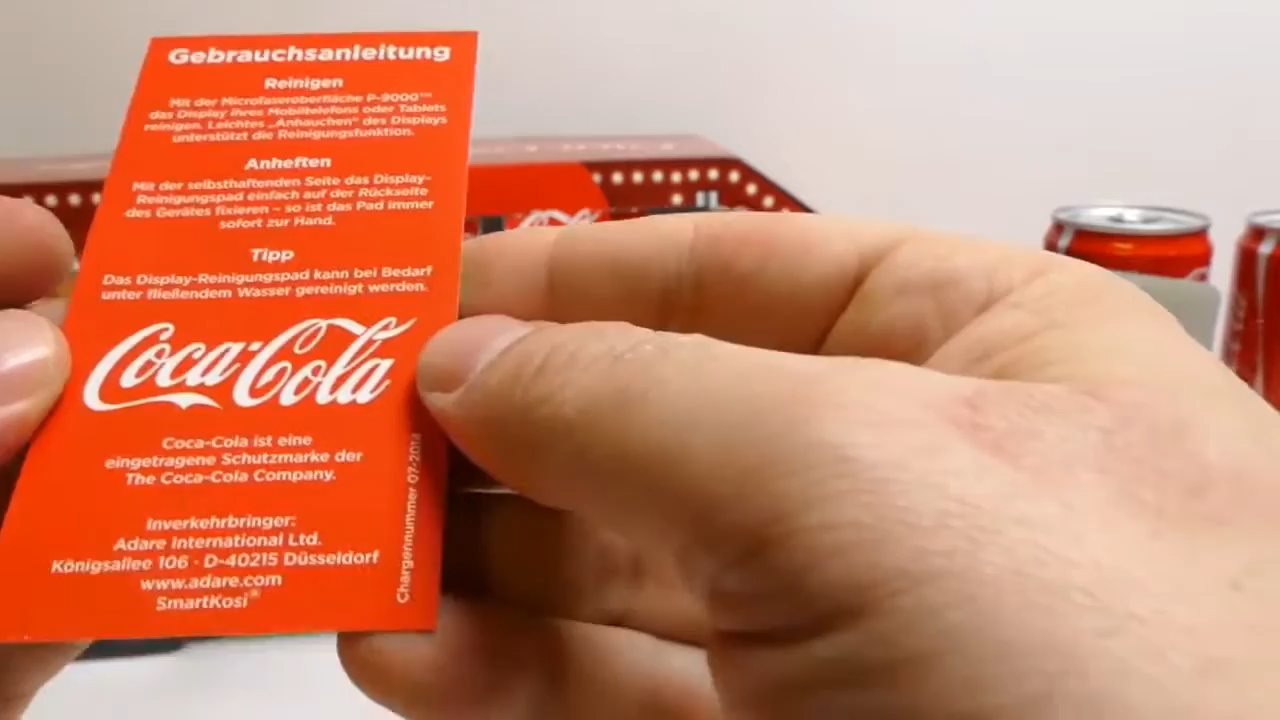 Gebrauchsanleitung
Reinigen
Mit der Microfaseroberfläche P-9000™
das Display ihres Mobiltelefons oder Tablets
reinigen. Leichtes „Anhauchen“ des Displays
unterstützt die Reinigungsfunktion.
Anheften
Mit der selbsthaftenden Seite das Display-
Reinigungspad einfach auf der Rückseite
des Gerätes fixieren – so ist das Pad immer
sofort zur Hand.
Tipp
Das Display-Reinigungspad kann bei Bedarf
unter fließendem Wasser gereinigt werden.
Coca-Cola
Coca-Cola ist eine
eingetragene Schutzmarke der
The Coca-Cola Company.
Inverkehrbringer:
Adare International Ltd.
Königsallee 106 · D-40215 Düsseldorf
www.adare.com
SmartKosi®
Chargennummer 07-2014